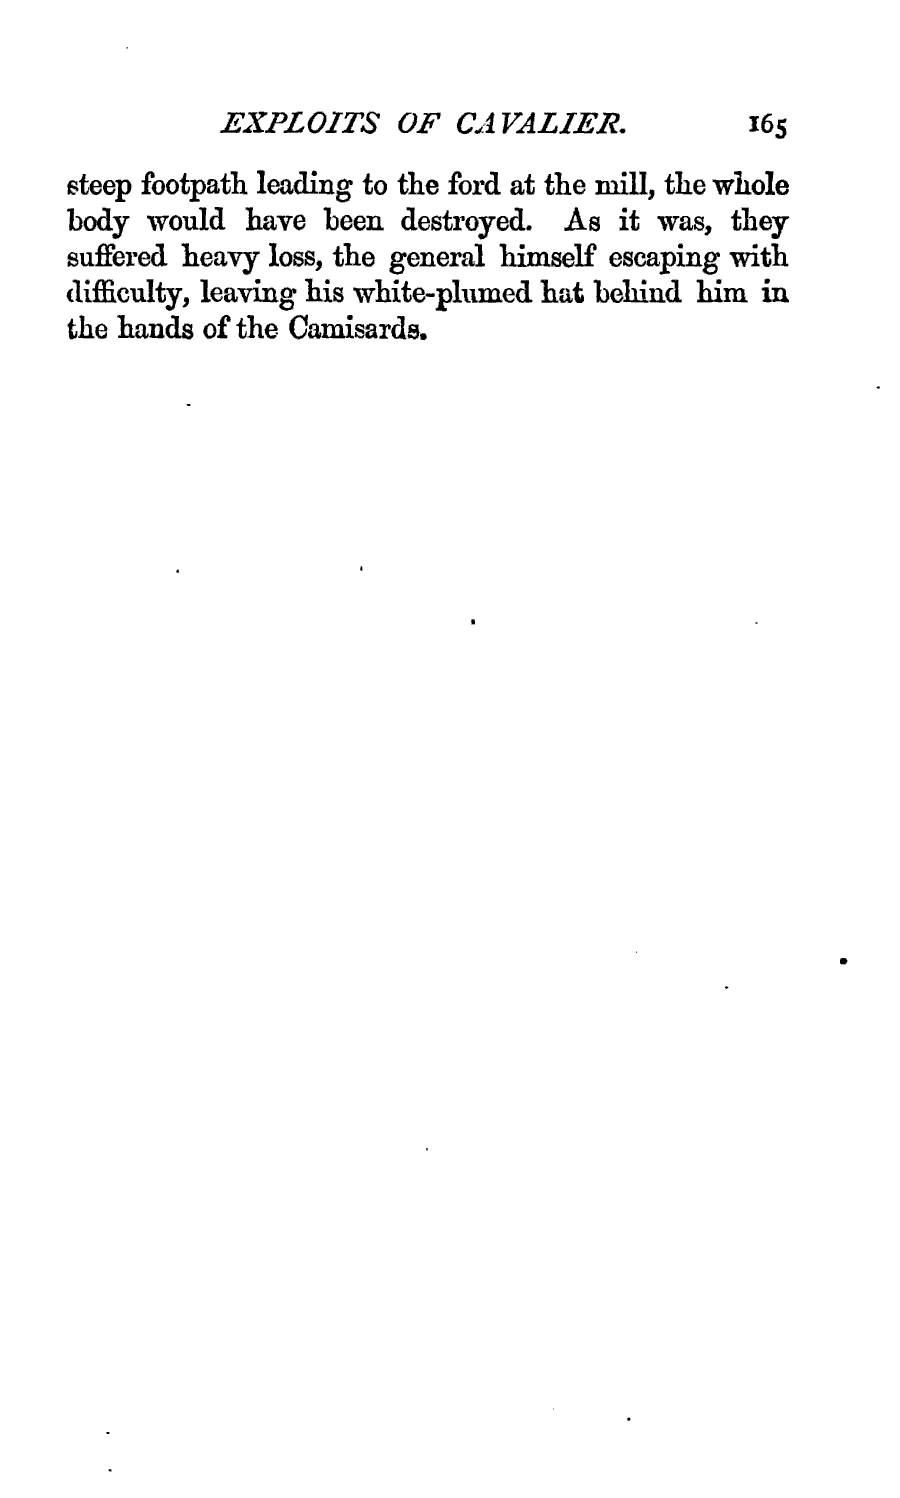 EXPLOITS OF CAVALIER. 165
steep footpath leading to the ford at the mill, the whole
body would have been destroyed. As it was, they
suffered heavy loss, the general himself escaping with
difficulty, leaving his white-plumed hat behind him in
the hands of the Camisards.